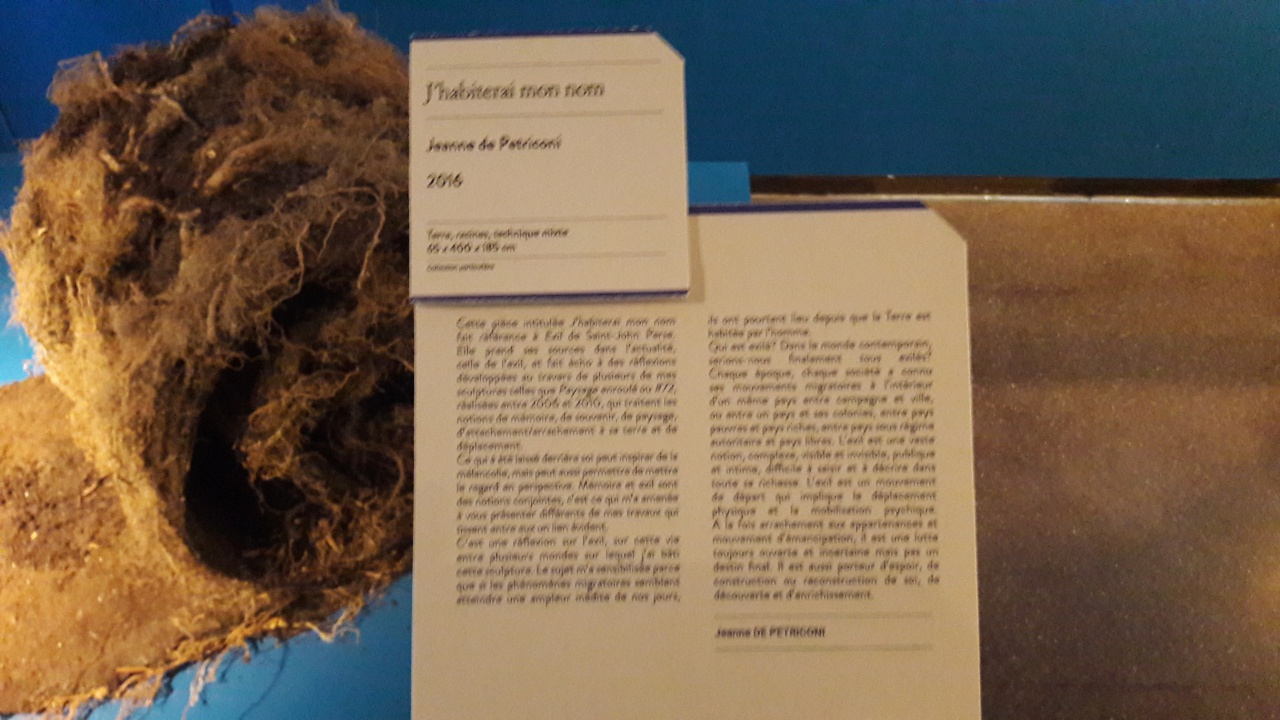 J'habiterai mon nom
Jeanne de Petriconi
2016
Terre, racines, technique mixte
65 x 400 x 185 cm
Collection particulière
Cette pièce intitulée J'habiterai mon nom
fait référence à Exil de Saint-John Perse.
Elle prend ses sources dans l'actualité,
celle de l'exil, et fait écho à des réflexions
développées au travers de plusieurs de mes
sculptures telles que Paysage enroulé ou
réalisées entre 2006 et 2010, qui traitent les
notions de mémoire, de souvenir, de paysage,
d'attachement/arrachement à sa terre et de
déplacement.
Ce qui a été laissé derrière soi peut inspirer de la
mélancolie, mais peut aussi permettre de mettre
le regard en perspective. Mémoire et exil sont
des notions conjointes, c'est ce qui m'a amenée
à vous présenter différents de mes travaux qui
tissent entre eux un lien évident.
C'est une réflexion sur l'exil, sur cette vie
entre plusieurs mondes sur lequel j'ai bâti
cette sculpture. Le sujet m'a sensibilisée parce
que si les phénomènes migratoires semblent
atteindre une ampleur inédite de nos jours,
ils ont pourtant lieu depuis que la Terre est
habitée par l'homme.
Qui est exilé? Dans le monde contemporain,
serions-nous finalement tous exilés?
Chaque époque, chaque société a connu
ses mouvements migratoires à l'intérieur
d'un même pays entre campagne et ville,
ou entre un pays et ses colonies, entre pays
pauvres et pays riches, entre pays sous régime
autoritaire et pays libres. L'exil est une vaste
notion, complexe, visible et invisible, publique
et intime, difficile à saisir et à décrire dans
toute sa richesse. L'exil est un mouvement
de départ qui implique le déplacement
physique et la mobilisation psychique.
A la fois arrachement aux appartenances et
mouvement d'émancipation, il est une lutte
toujours ouverte et incertaine mais pas un
destin final. Il est aussi porteur d'espoir, de
construction ou reconstruction de soi, de
découverte et d'enrichissement.
Jeanne DE PETRICONI